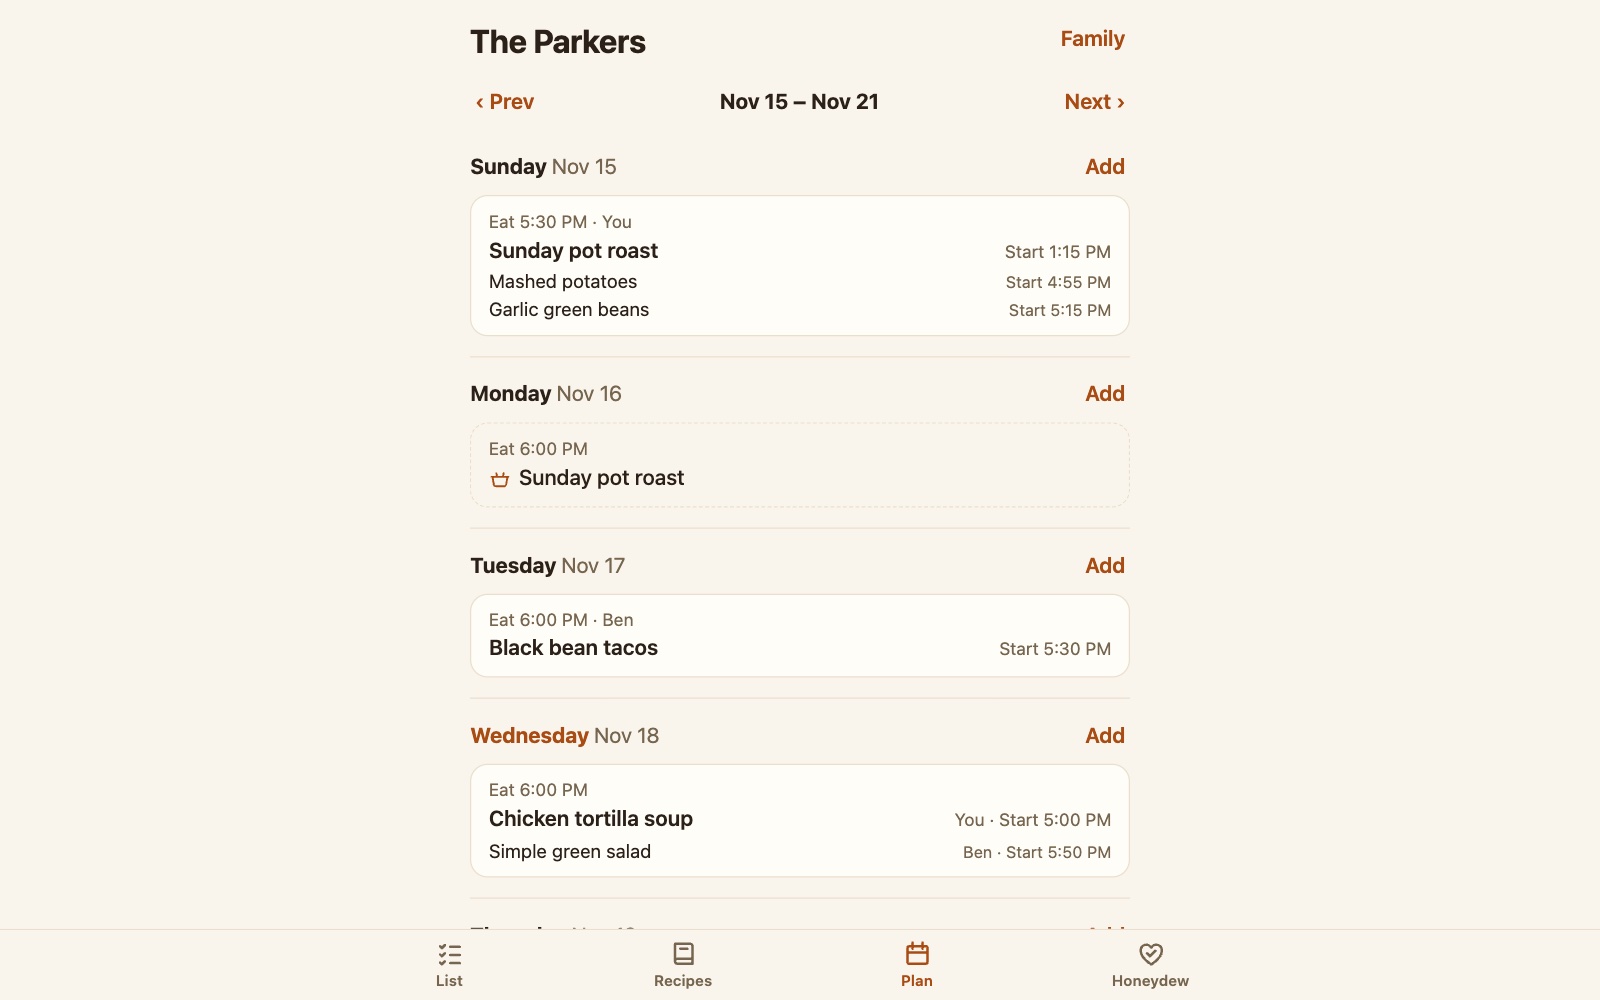 The Parkers
Family
‹ Prev
Nov 15 – Nov 21
Next ›
Sunday Nov 15
Add
Eat 5:30 PM · You
Sunday pot roast
Start 1:15 PM
Mashed potatoes
Start 4:55 PM
Garlic green beans
Start 5:15 PM
Monday Nov 16
Add
Eat 6:00 PM
Sunday pot roast
Tuesday Nov 17
Add
Eat 6:00 PM · Ben
Black bean tacos
Start 5:30 PM
Wednesday Nov 18
Add
Eat 6:00 PM
Chicken tortilla soup
You · Start 5:00 PM
Simple green salad
Ben · Start 5:50 PM
List
Recipes
Plan
Honeydew